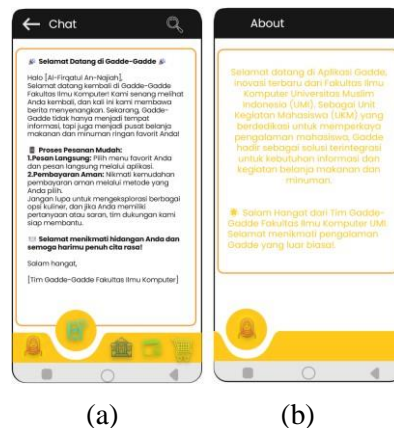 Chat
🎉 Selamat Datang di Gadde-Gadde 🎉
Halo [Al-Firqatul An-Najiah],
Selamat datang kembali di Gadde-Gadde
Fakultas Ilmu Komputer! Kami senang melihat
Anda kembali, dan kali ini kami membawa
berita menyenangkan. Sekarang, Gadde-
Gadde tidak hanya menjadi tempat
informasi, tapi juga menjadi pusat belanja
makanan dan minuman ringan favorit Anda!
Proses Pesanan Mudah:
1.Pesan Langsung: Pilih menu favorit Anda
dan pesan langsung melalui aplikasi.
2.Pembayaran Aman: Nikmati kemudahan
pembayaran aman melalui metode yang
Anda pilih.
Jangan lupa untuk mengeksplorasi berbagai
opsi kuliner, dan jika Anda memiliki
pertanyaan atau saran, tim dukungan kami
siap membantu.
Selamat menikmati hidangan Anda dan
semoga harimu penuh cita rasa!
Salam hangat,
[Tim Gadde-Gadde Fakultas Ilmu Komputer]
(a)
About
Selamat datang di Aplikasi Gadde,
inovasi terbaru dari Fakultas Ilmu
Komputer Universitas Muslim
Indonesia (UMI). Sebagai Unit
Kegiatan Mahasiswa (UKM) yang
berdedikasi untuk memperkaya
pengalaman mahasiswa, Gadde
hadir sebagai solusi terintegrasi
untuk kebutuhan informasi dan
kegiatan belanja makanan dan
minuman.
Salam Hangat dari Tim Gadde-
Gadde Fakultas Ilmu Komputer UMI
Selamat menikmati pengalaman
Gadde yang luar biasa!
(b)